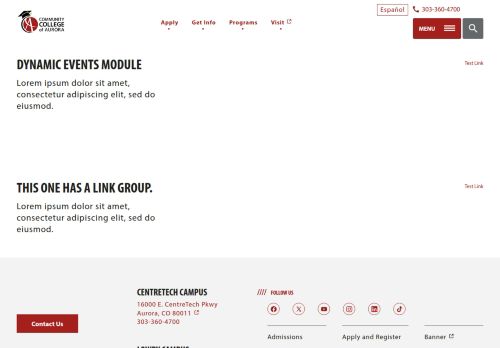 Español
303-360-4700
COMMUNITY
COLLEGE
of AURORA
Apply
Get Info
Programs
Visit
MENU
DYNAMIC EVENTS MODULE
Test Link
Lorem ipsum dolor sit amet,
consectetur adipiscing elit, sed do
eiusmod.
THIS ONE HAS A LINK GROUP.
Test Link
Lorem ipsum dolor sit amet,
consectetur adipiscing elit, sed do
eiusmod.
Contact Us
CENTRETECH CAMPUS
16000 E. CentreTech Pkwy
Aurora, CO 80011
303-360-4700
//// FOLLOW US
Admissions
Apply and Register
Banner
LOWRY CAMPUS